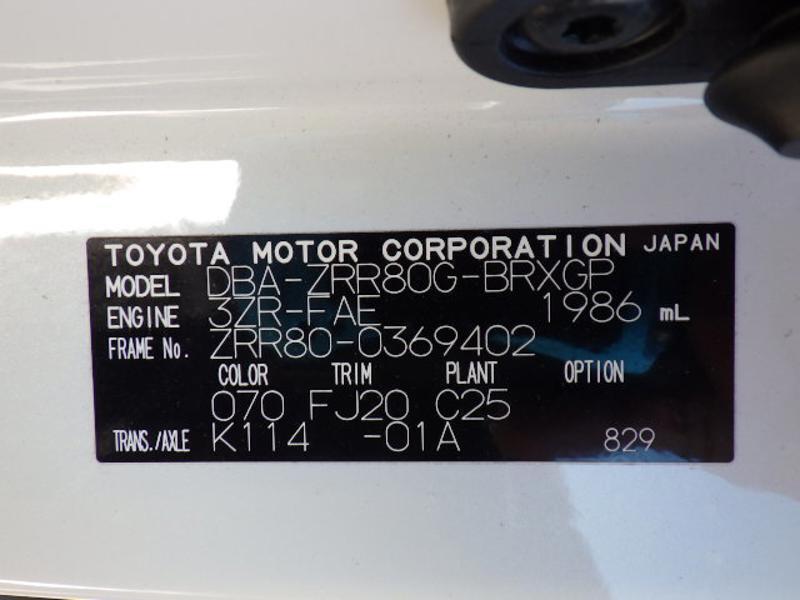 TOYOTA MOTOR CORPORATION JAPAN
MODEL DBA-ZRR80G-BRXGP
ENGINE 3ZR-FAE 1986 mL
FRAME No. ZRR80-0369402
COLOR TRIM PLANT OPTION
070 FJ20 C25
TRANS./AXLE K114 -01A 829